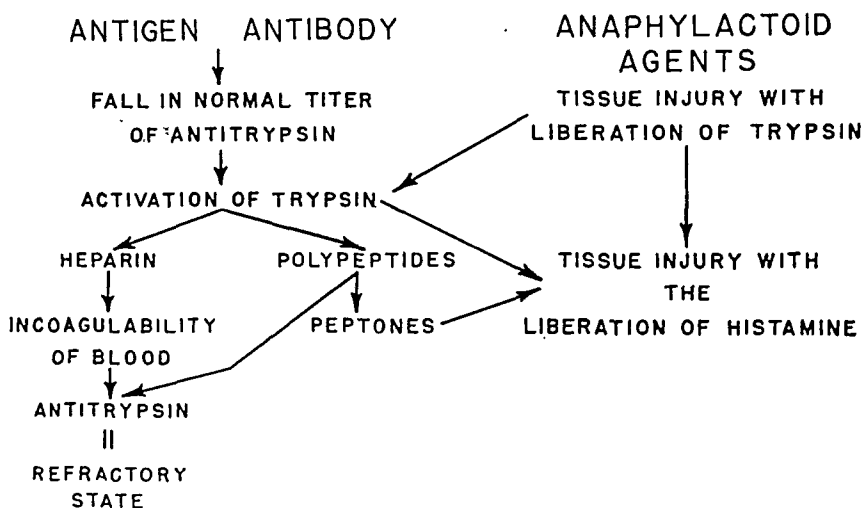 ANTIGEN ANTIBODY
FALL IN NORMAL TITER
OF ANTITRYPSIN
ACTIVATION OF TRYPSIN
HEPARIN
POLYPEPTIDES
INCOAGULABILITY
OF BLOOD
PEPTONES
ANTITRYPSIN
=
REFRACTORY
STATE
ANAPHYLACTOID
AGENTS
TISSUE INJURY WITH
LIBERATION OF TRYPSIN
TISSUE INJURY WITH
THE
LIBERATION OF HISTAMINE